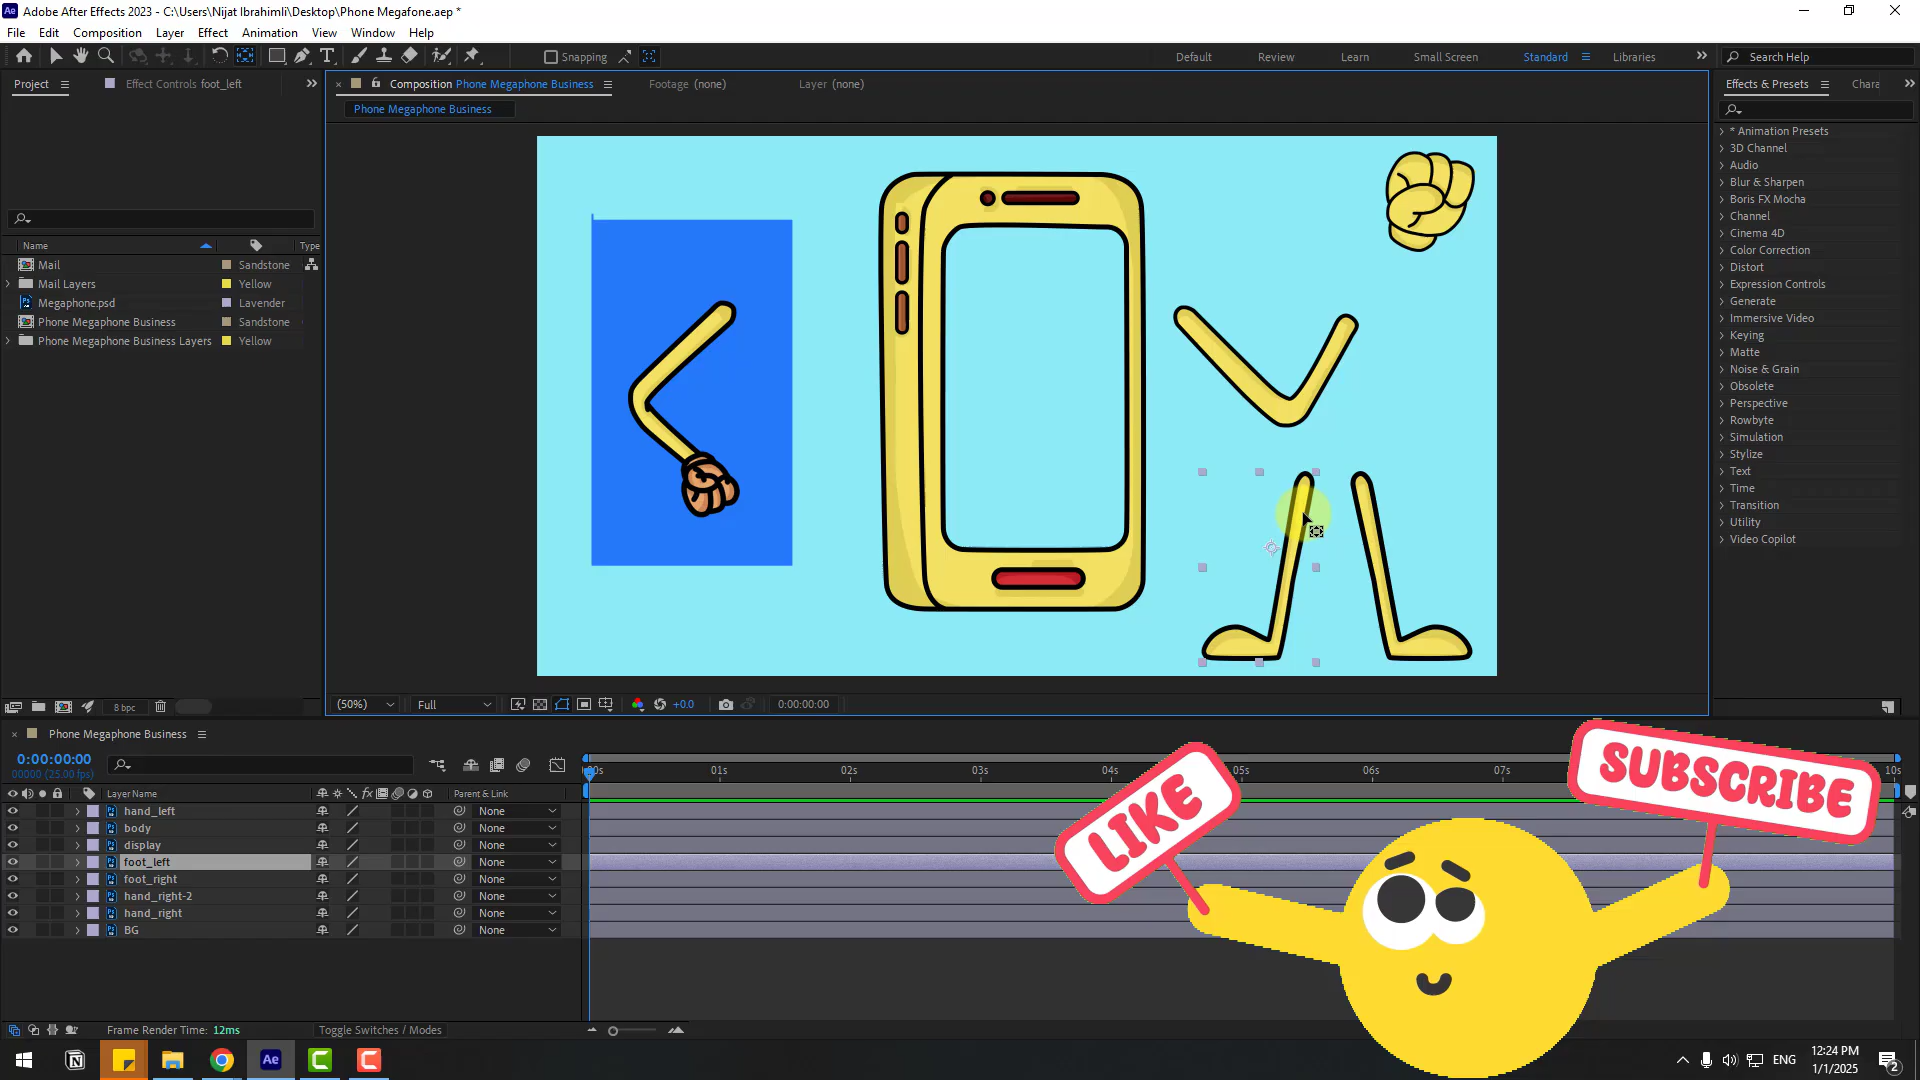 Adobe After Effects 2023 - C:\Users\Nijat Ibrahimli\Desktop\Phone Megafone.aep *
File Edit Composition Layer Effect Animation View Window Help
Snapping
Default Review Learn Small Screen Standard Libraries Search Help
Project Effect Controls foot_left
Composition Phone Megaphone Business Footage (none) Layer (none)
Effects & Presets Chara
Phone Megaphone Business
Name Type
Mail Sandstone
Mail Layers Yellow
Megaphone.psd Lavender
Phone Megaphone Business Sandstone
Phone Megaphone Business Layers Yellow
* Animation Presets
3D Channel
Audio
Blur & Sharpen
Boris FX Mocha
Channel
Cinema 4D
Color Correction
Distort
Expression Controls
Generate
Immersive Video
Keying
Matte
Noise & Grain
Obsolete
Perspective
Rowbyte
Simulation
Stylize
Text
Time
Transition
Utility
Video Copilot
8 bpc
(50%) Full +0.0 0:00:00:00
Phone Megaphone Business
0:00:00:00
00000 (25.00 fps)
00s 01s 02s 03s 04s 05s 06s 07s 10s
Layer Name Parent & Link
hand_left None
body None
display None
foot_left None
foot_right None
hand_right-2 None
hand_right None
BG None
LIKE
SUBSCRIBE
Frame Render Time: 12ms Toggle Switches / Modes
ENG
12:24 PM
1/1/2025
2